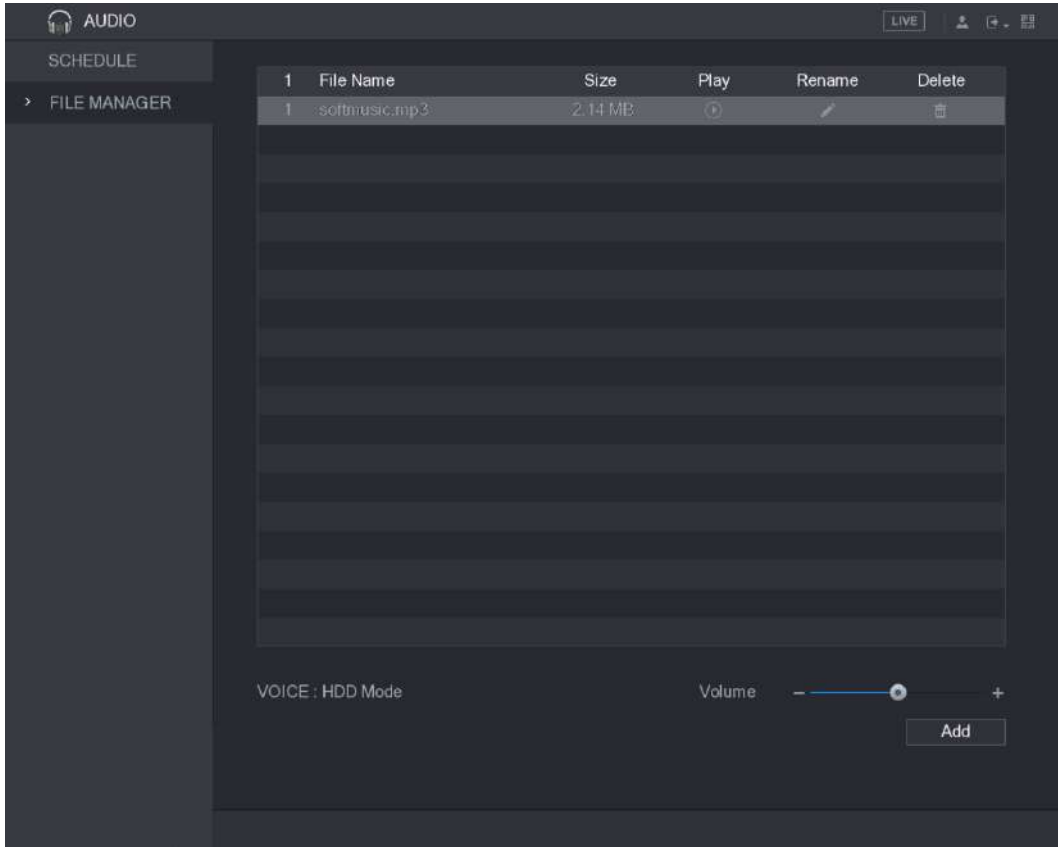 AUDIO LIVE
SCHEDULE
FILE MANAGER
1 File Name Size Play Rename Delete
1 softmusic.mp3 2.14 MB
VOICE : HDD Mode Volume
Add